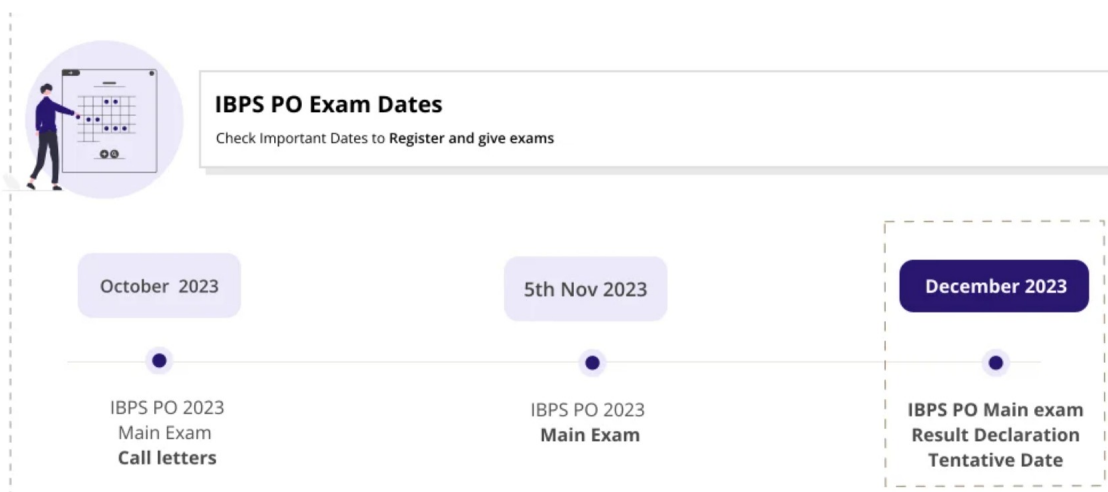 IBPS PO Exam Dates
Check Important Dates to Register and give exams
October 2023
5th Nov 2023
December 2023
IBPS PO 2023
Main Exam
Call letters
IBPS PO 2023
Main Exam
IBPS PO Main exam
Result Declaration
Tentative Date